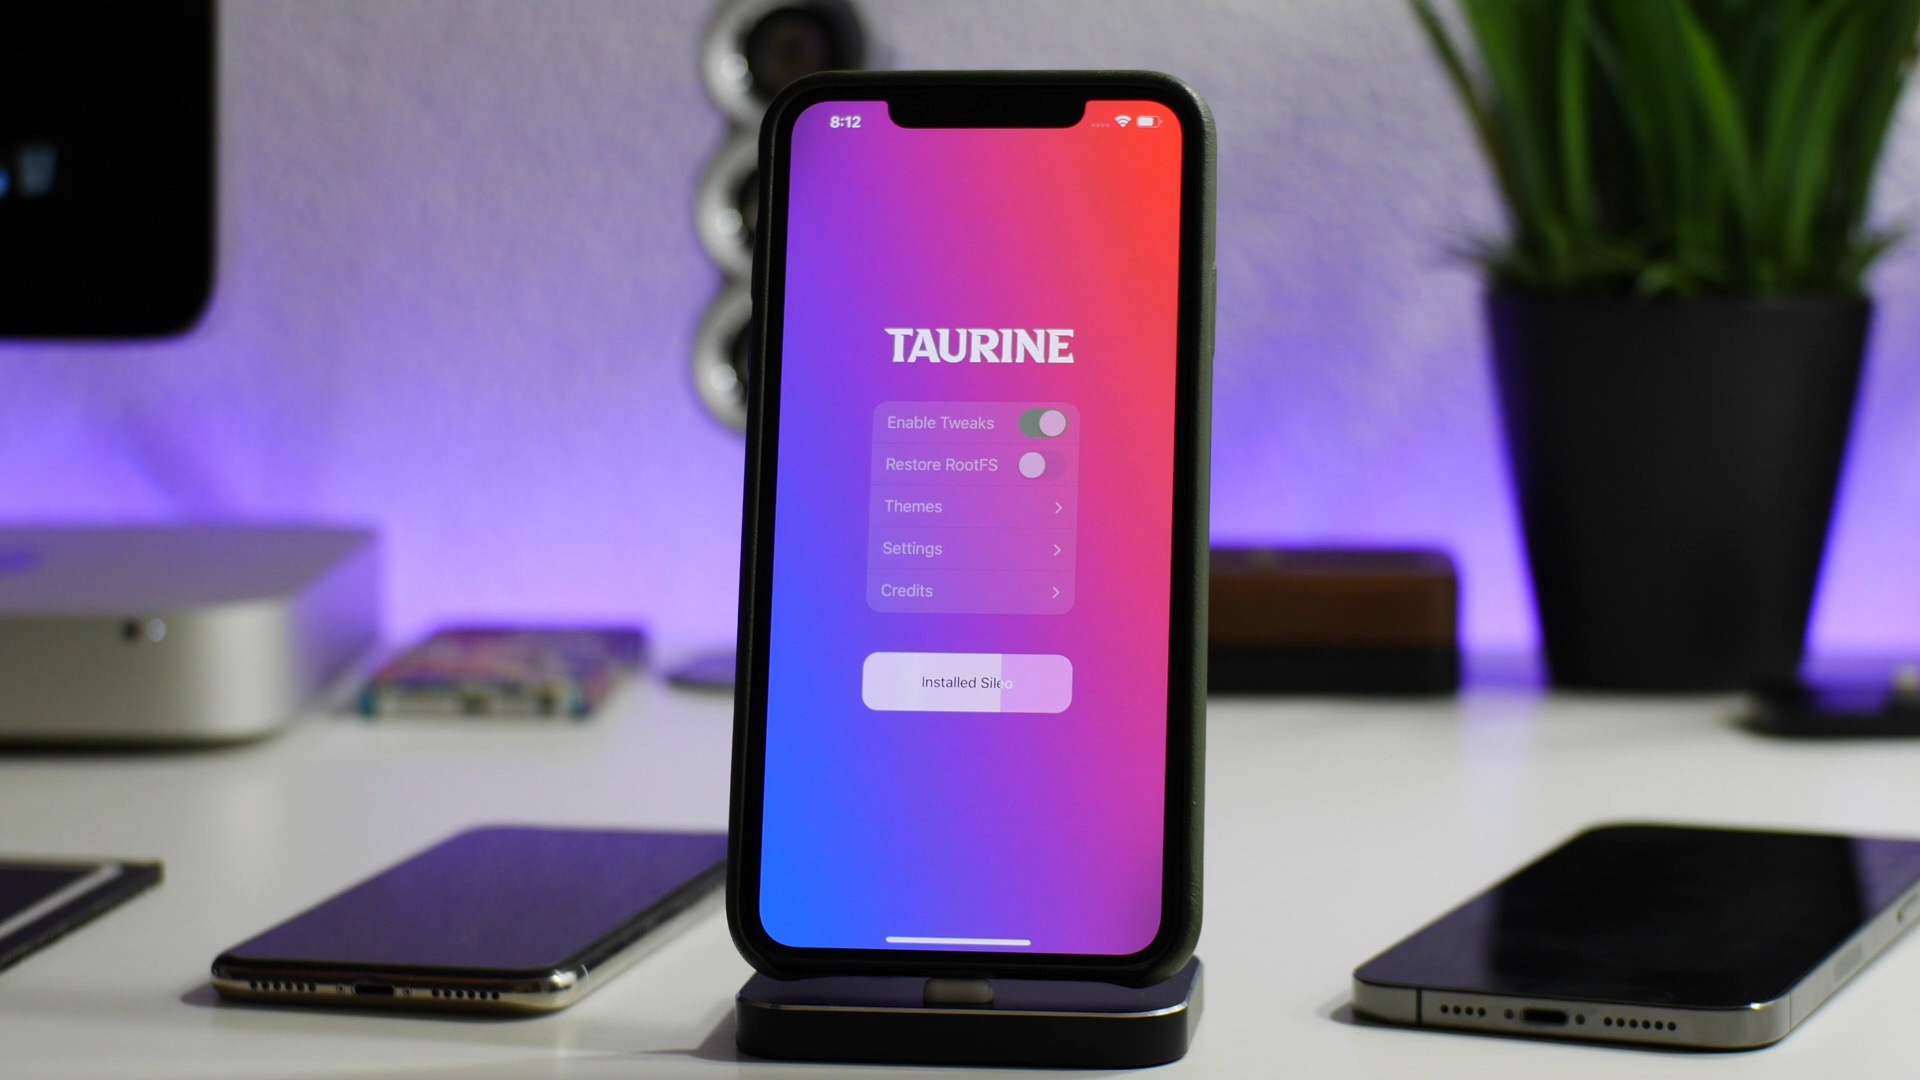 8:12
TAURINE
Enable Tweaks
Restore RootFS
Themes
Settings
Credits
Installed Sileo